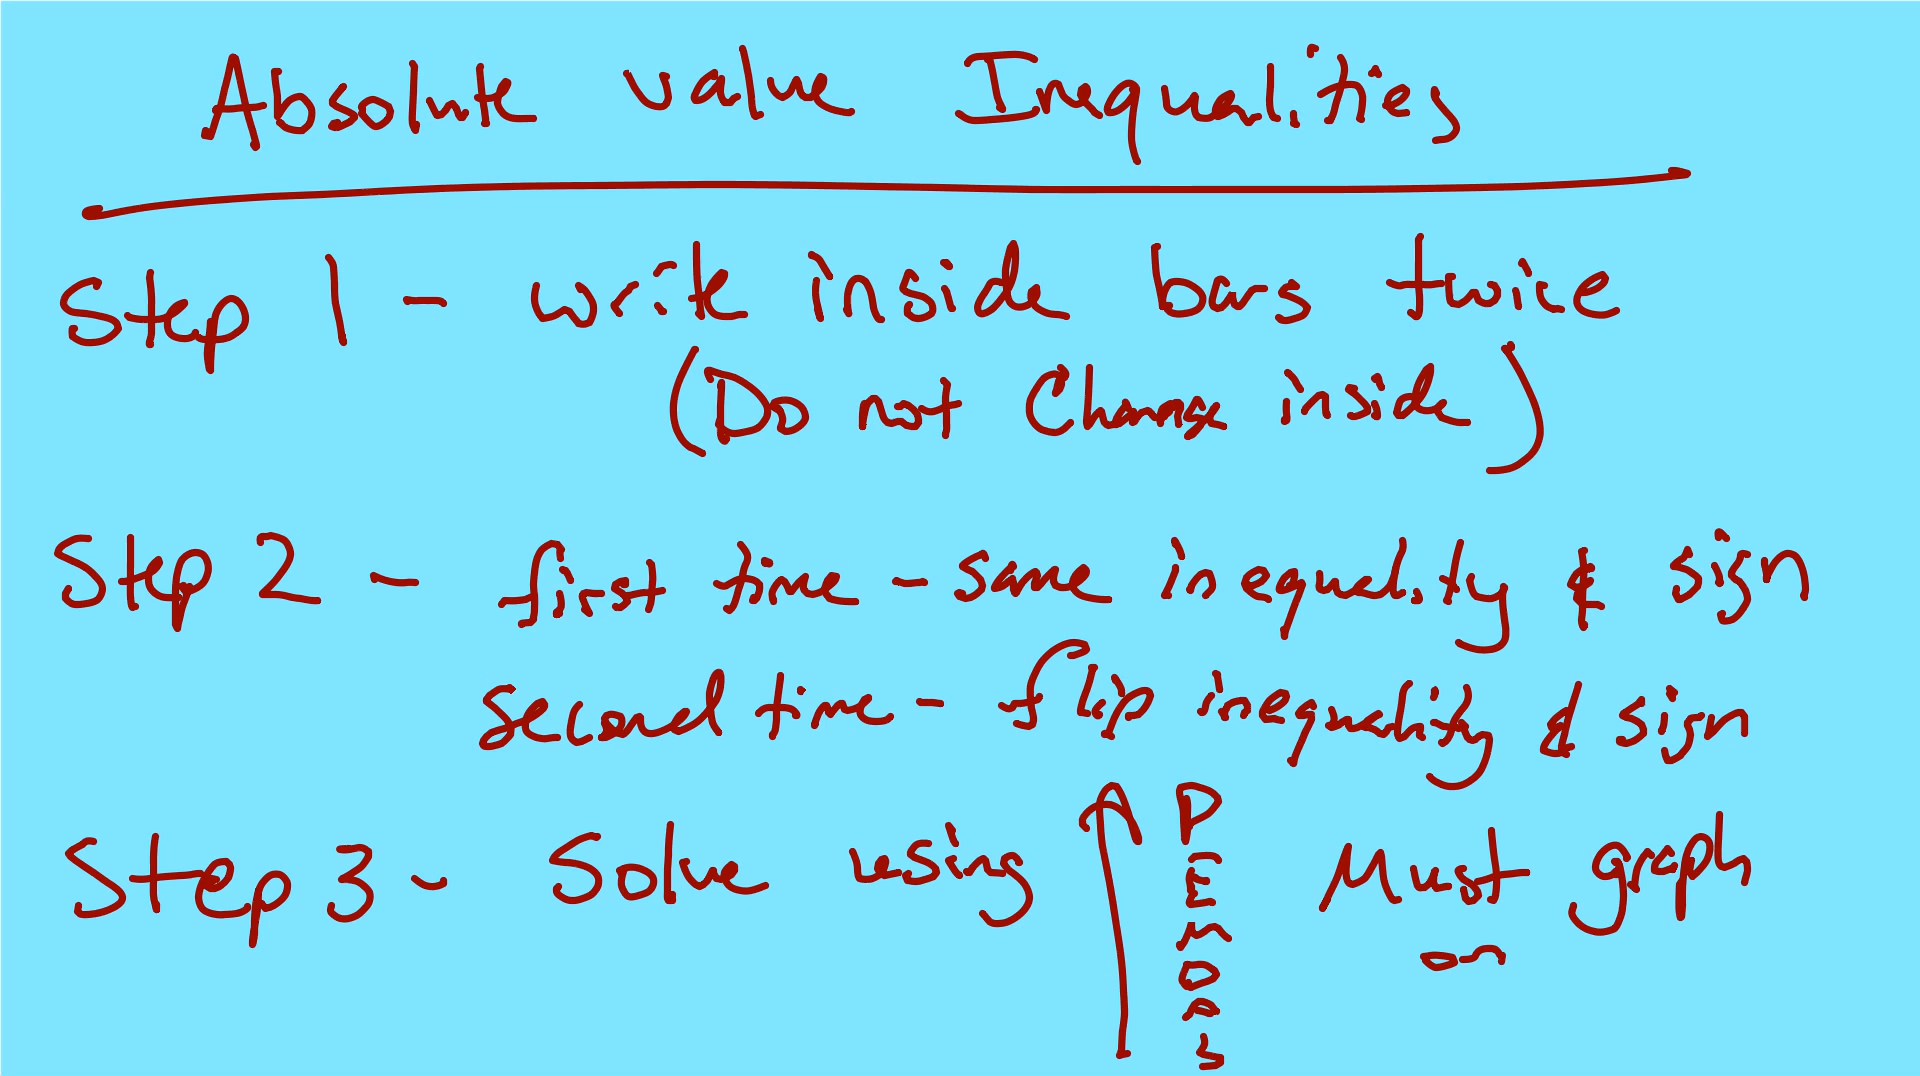 Absolute value Inequalities
Step 1 - write inside bars twice
(Do not Change inside)
Step 2 - first time - same inequality & sign
second time - flip inequality & sign
Step 3 - Solve using PEMDAS Must graph
on